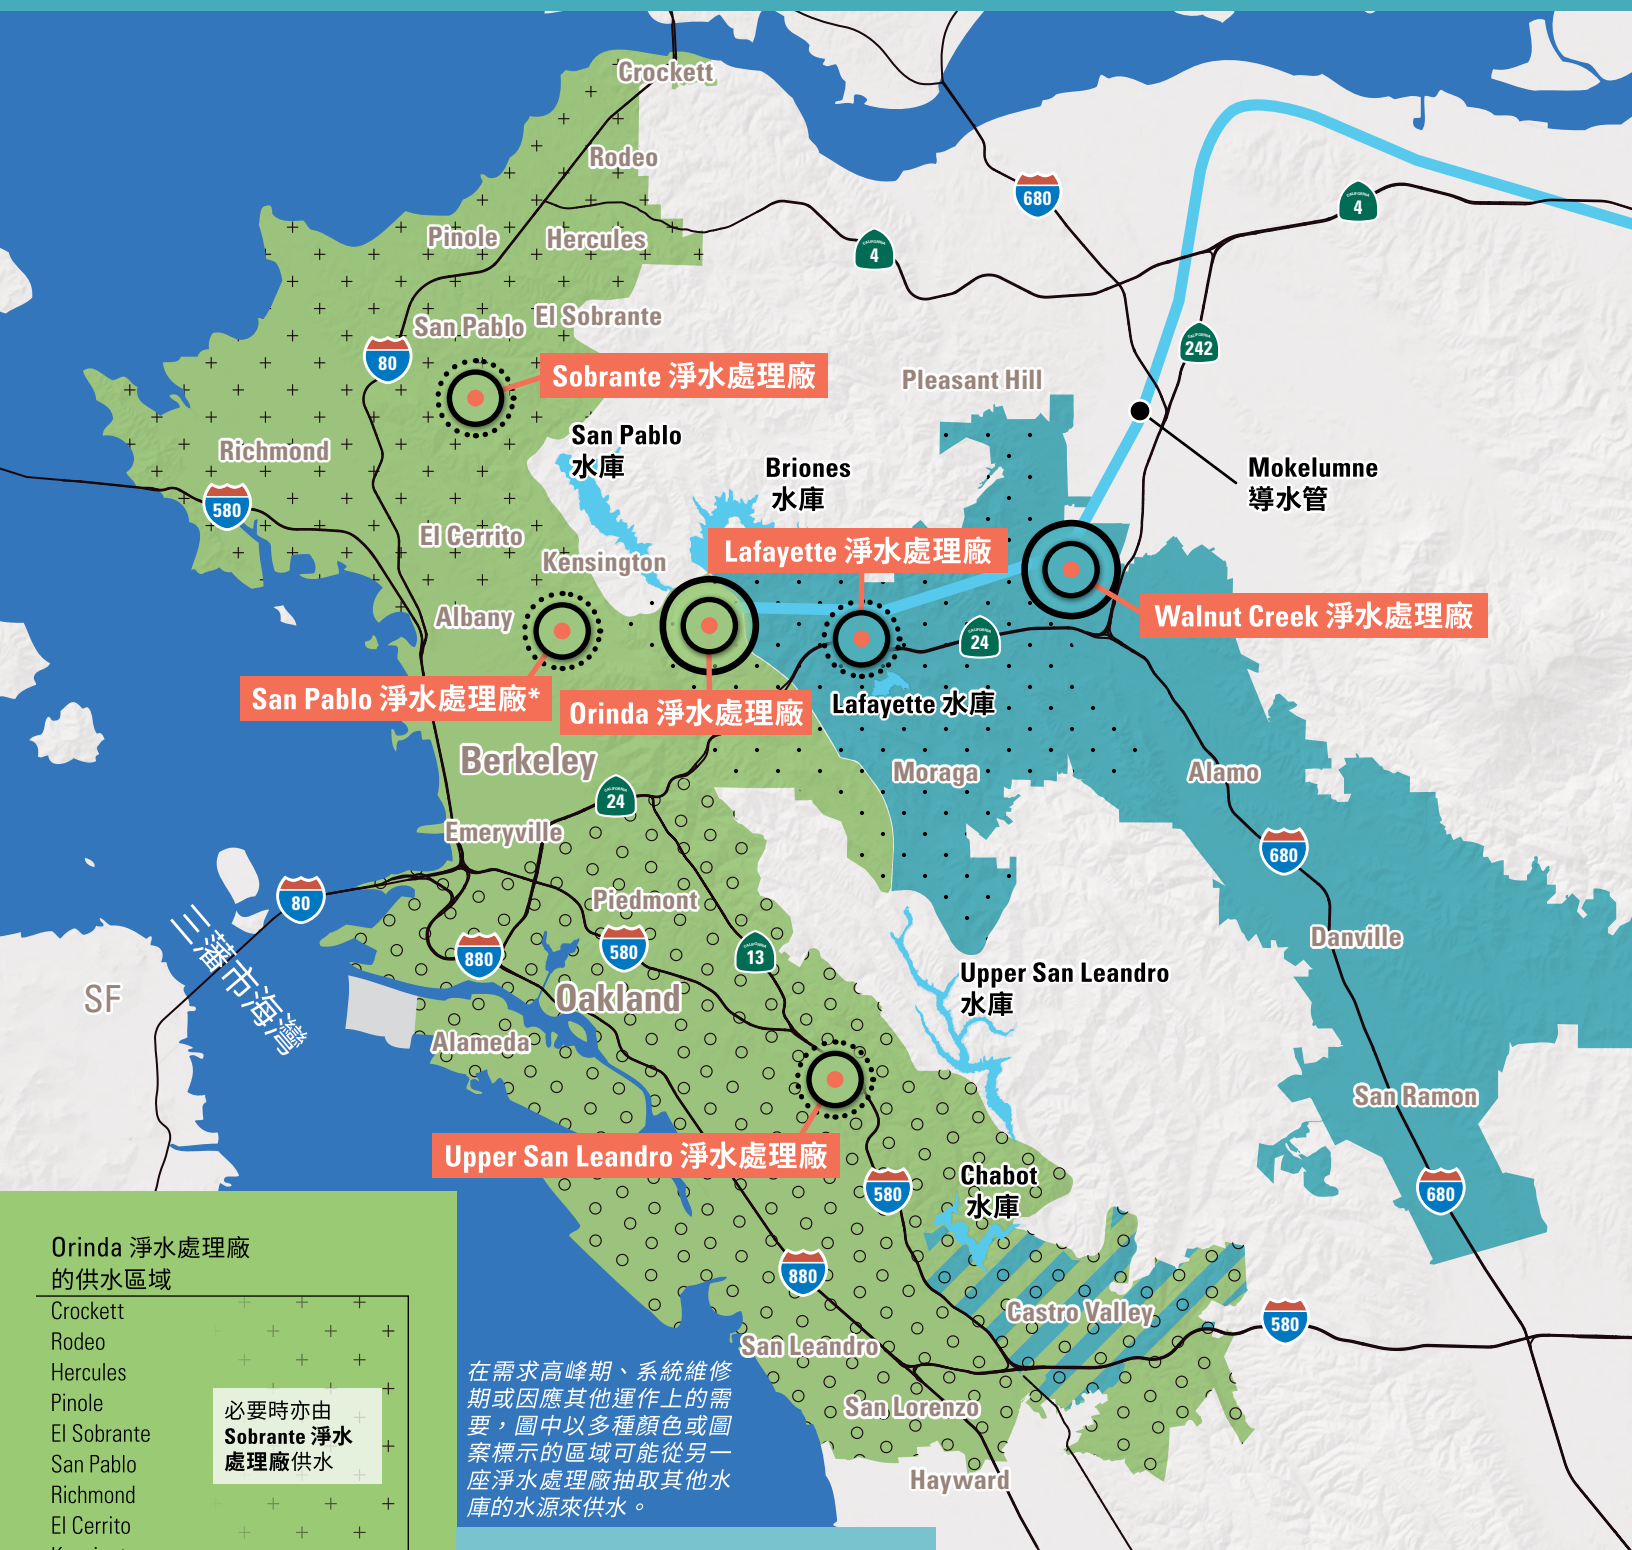 Crockett
Rodeo
680
4
Pinole
Hercules
CALIFORNIA
4
El Sobrante
San Pablo
80
CALIFORNIA
242
Sobrante 淨水處理廠
Pleasant Hill
San Pablo
水庫
Richmond
Briones
水庫
Mokelumne
導水管
580
El Cerrito
Kensington
Lafayette 淨水處理廠
Albany
Walnut Creek 淨水處理廠
24
San Pablo 淨水處理廠*
Orinda 淨水處理廠
Lafayette 水庫
Berkeley
Moraga
Alamo
CALIFORNIA
24
Emeryville
680
80
Piedmont
三藩市海灣
880
580
CALIFORNIA
13
Danville
SF
Oakland
Upper San Leandro
水庫
Alameda
San Ramon
Upper San Leandro 淨水處理廠
Chabot
水庫
580
680
880
Castro Valley
580
San Leandro
San Lorenzo
Hayward
Orinda 淨水處理廠
的供水區域
Crockett
Rodeo
Hercules
Pinole
El Sobrante
San Pablo
Richmond
El Cerrito
必要時亦由
Sobrante 淨水
處理廠供水
在需求高峰期、系統維修
期或因應其他運作上的需
要，圖中以多種顏色或圖
案標示的區域可能從另一
座淨水處理廠抽取其他水
庫的水源來供水。